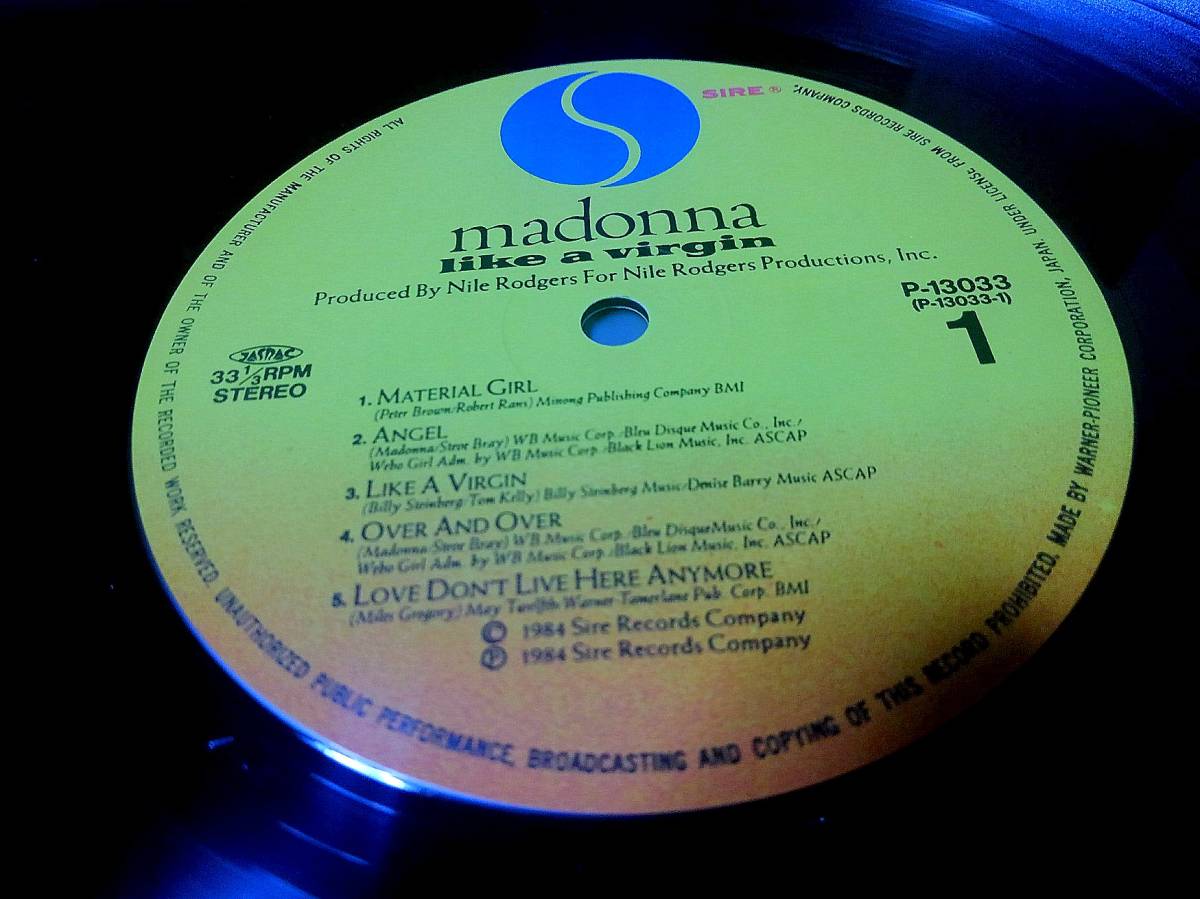 SIRE ®
madonna
like a virgin
Produced By Nile Rodgers For Nile Rodgers Productions, Inc.
P-13033
(P-13033-1)
1
JASRAC
33 1/3 RPM
STEREO
1. MATERIAL GIRL
(Peter Brown/Robert Rans) Minong Publishing Company BMI
2. ANGEL
(Madonna/Steve Bray) WB Music Corp./Bleu Disque Music Co., Inc./
Webo Girl Adm. by WB Music Corp./Black Lion Music, Inc. ASCAP
3. LIKE A VIRGIN
(Billy Steinberg/Tom Kelly) Billy Steinberg Music/Denise Barry Music ASCAP
4. OVER AND OVER
(Madonna/Steve Bray) WB Music Corp./Bleu DisqueMusic Co., Inc./
Webo Girl Adm. by WB Music Corp./Black Lion Music, Inc. ASCAP
5. LOVE DON'T LIVE HERE ANYMORE
(Miles Gregory) May Twelfth/Warner-Tamerlane Pub. Corp. BMI
© 1984 Sire Records Company
℗ 1984 Sire Records Company
ALL RIGHTS OF THE MANUFACTURER AND OF THE OWNER OF THE RECORDED WORK RESERVED. UNAUTHORIZED PUBLIC PERFORMANCE, BROADCASTING AND COPYING OF THIS RECORD PROHIBITED. MADE BY WARNER-PIONEER CORPORATION, JAPAN. UNDER LICENSE FROM SIRE RECORDS COMPANY.